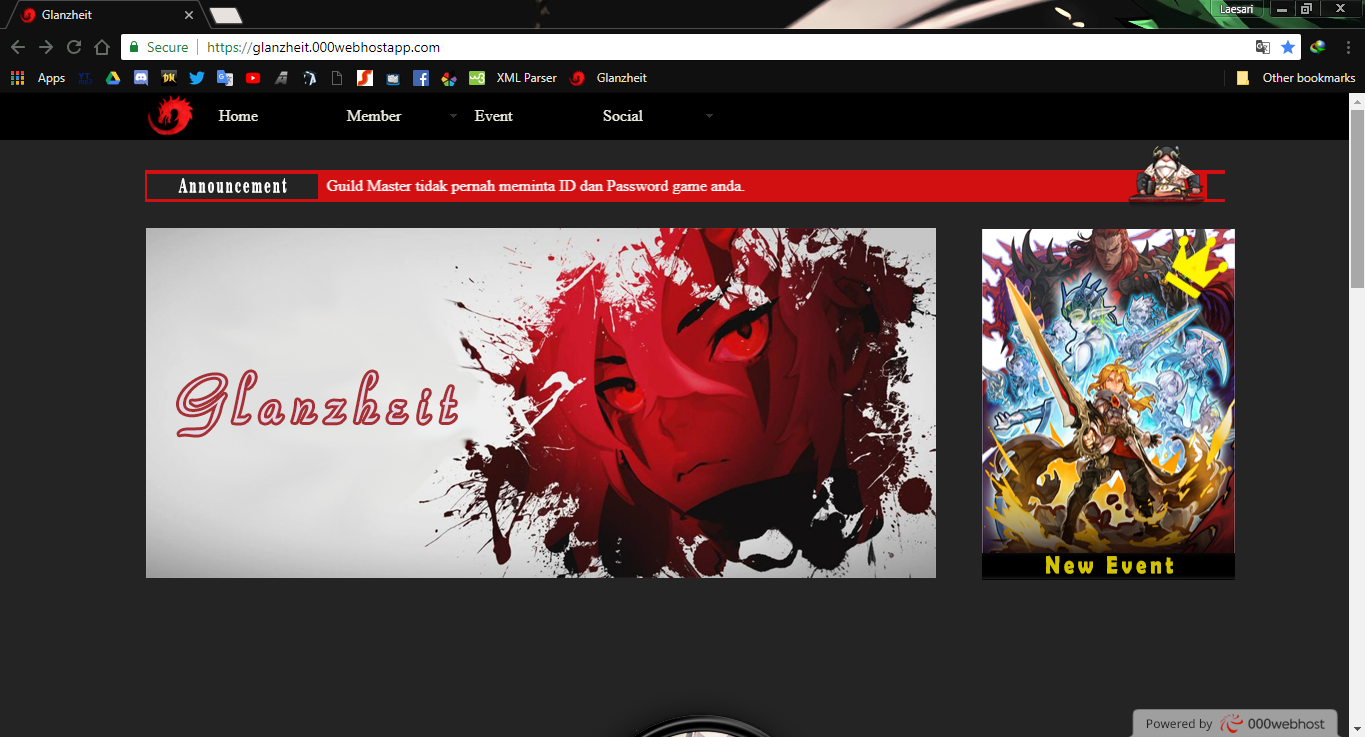 Glanzheit
Laesari
Secure
https://glanzheit.000webhostapp.com
Apps
DK
XML Parser
Glanzheit
Other bookmarks
Home
Member
Event
Social
Announcement
Guild Master tidak pernah meminta ID dan Password game anda.
Glanzheit
New Event
Powered by 000webhost